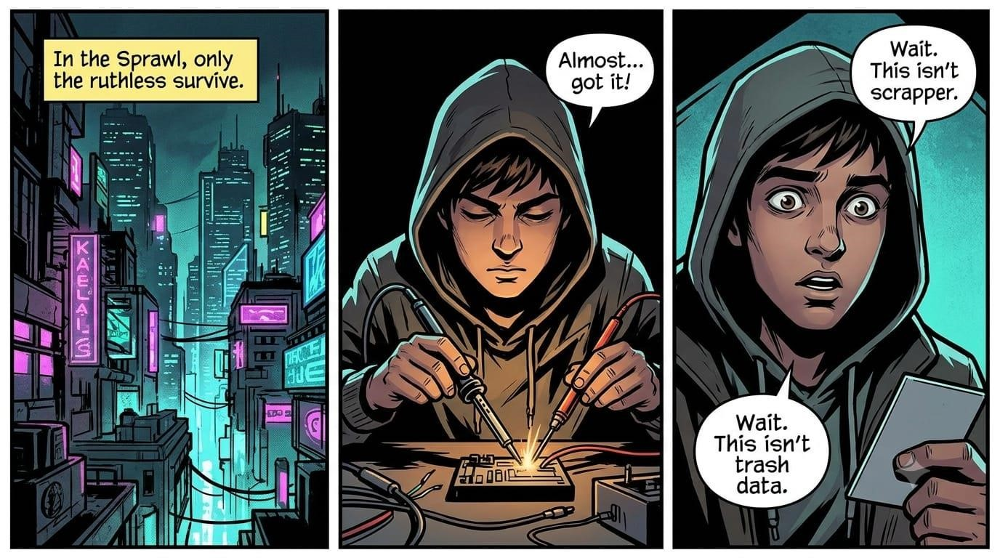 In the Sprawl, only
the ruthless survive.
KAELALS
Almost...
got it!
Wait.
This isn't
scrapper.
Wait.
This isn't
trash
data.